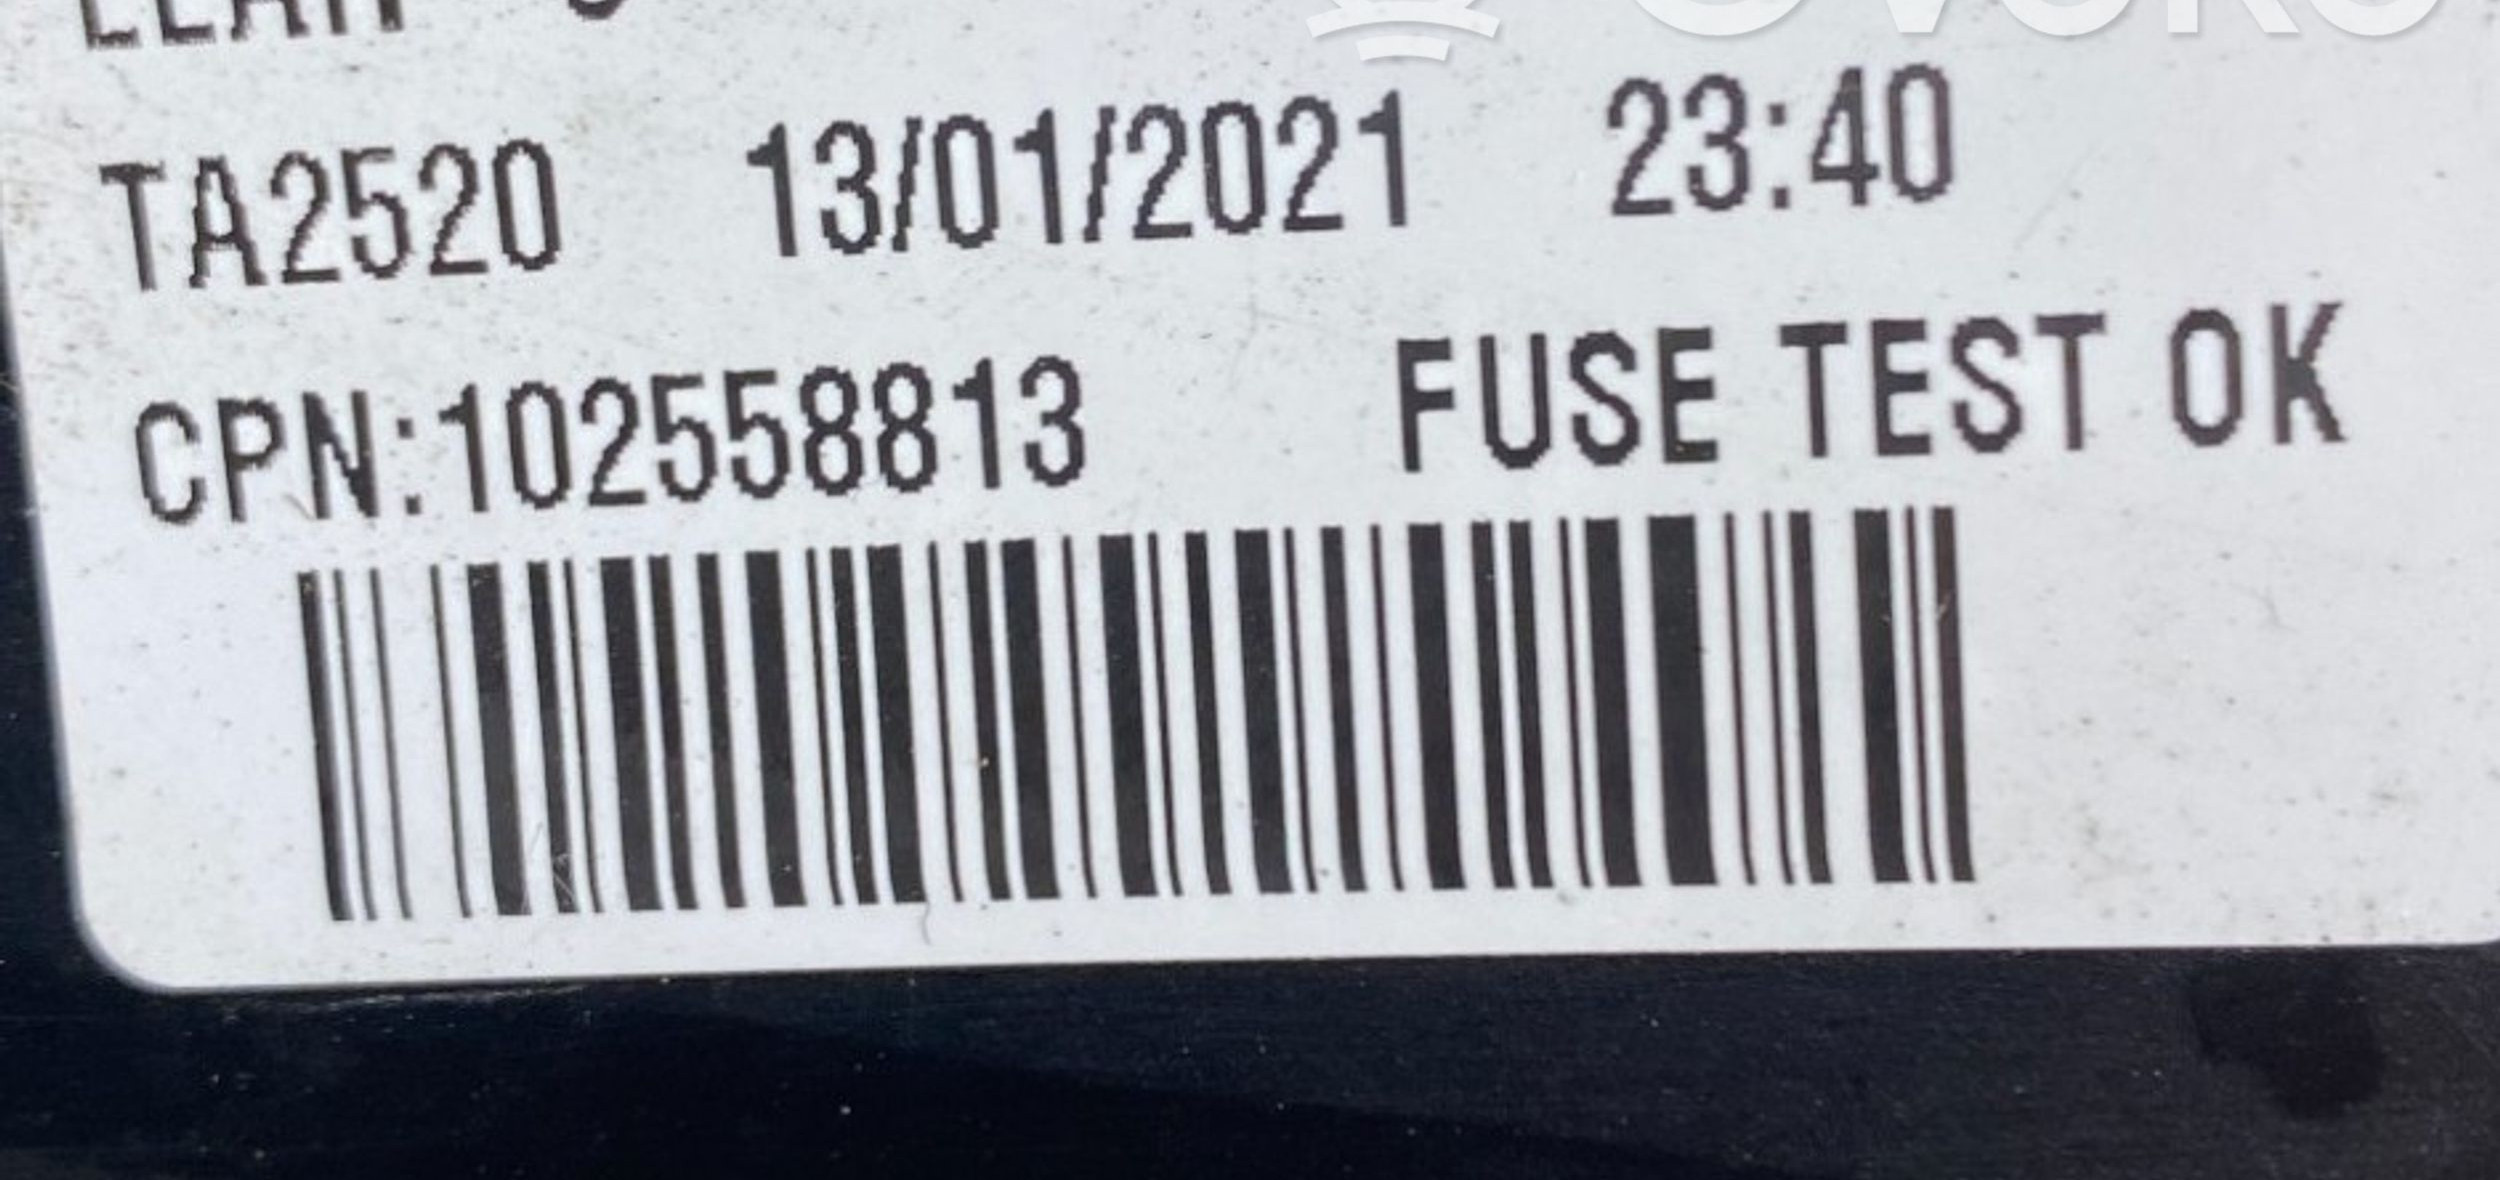 TA2520 13/01/2021 23:40
CPN:102558813 FUSE TEST OK